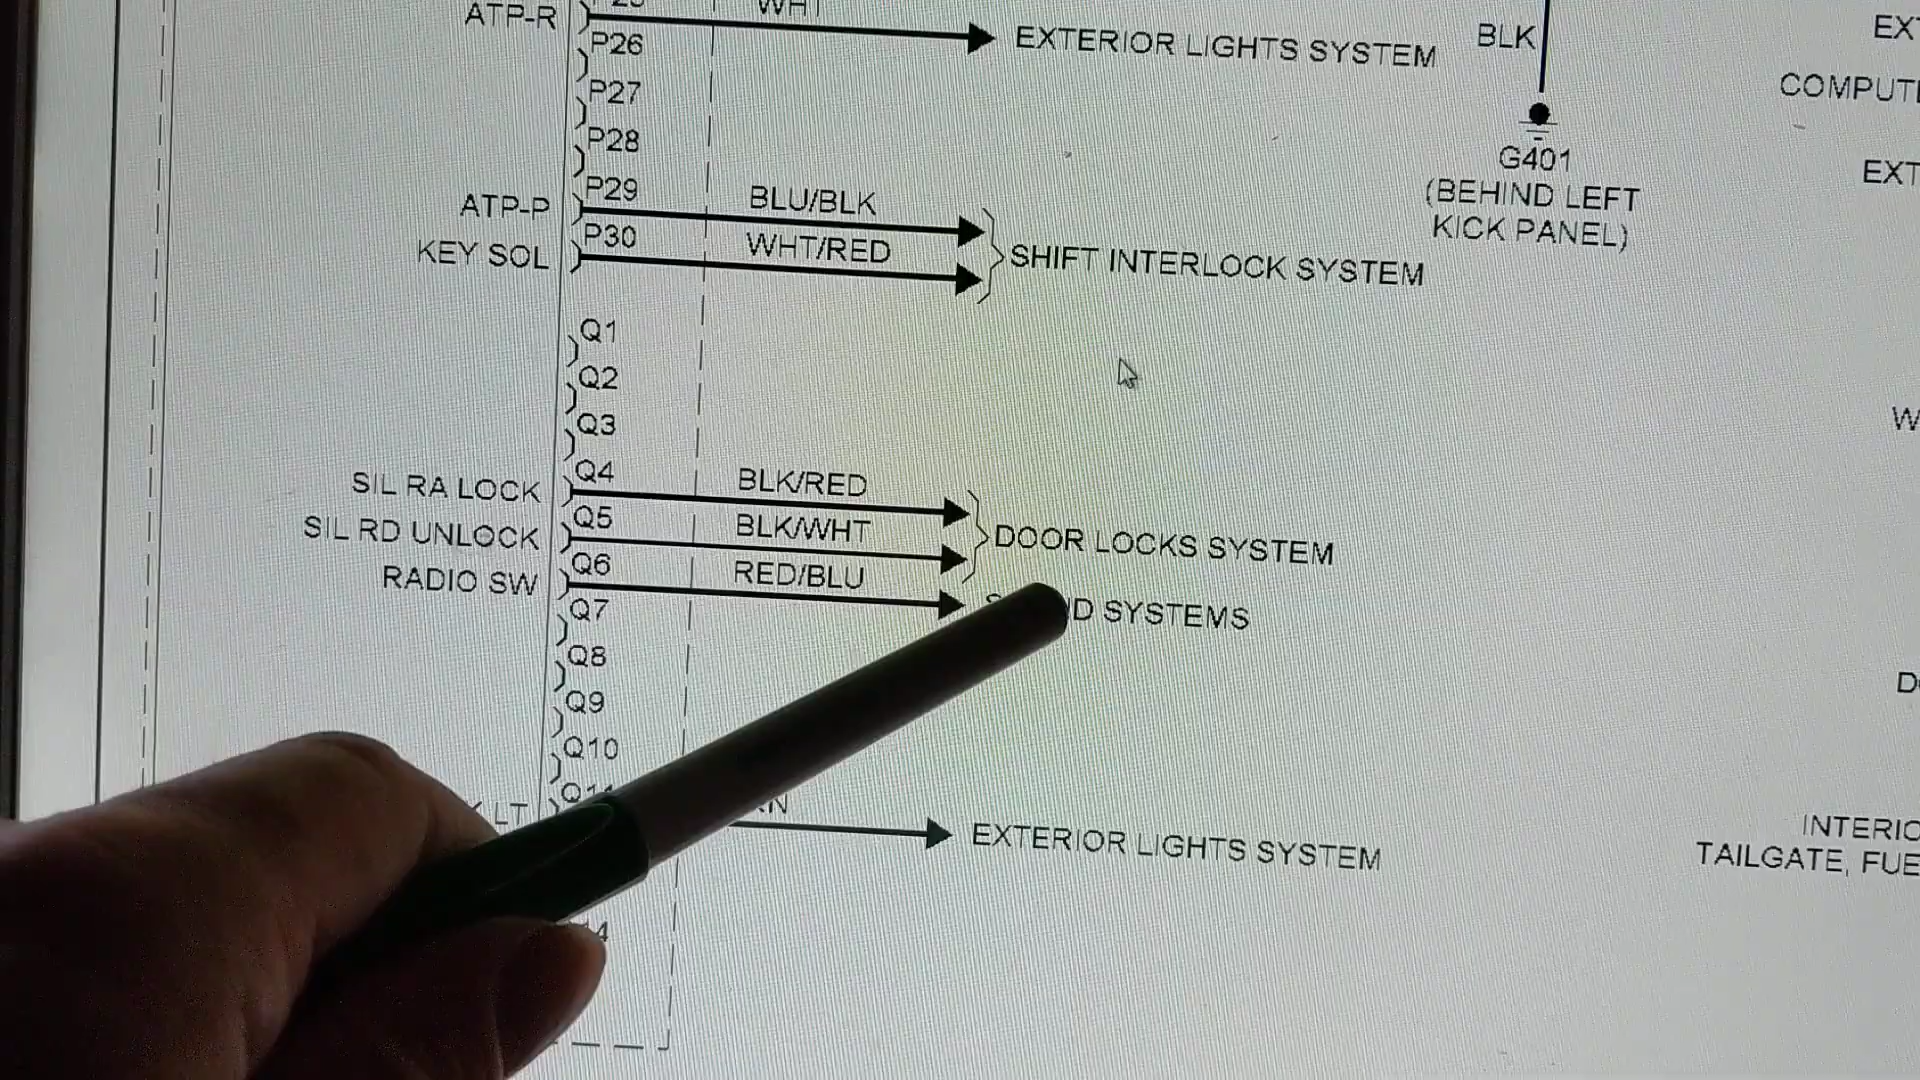 ATP-R
WHT
EXTERIOR LIGHTS SYSTEM
P26
P27
P28
ATP-P P29 BLU/BLK
KEY SOL P30 WHT/RED
SHIFT INTERLOCK SYSTEM
Q1
Q2
Q3
SIL RA LOCK Q4 BLK/RED
SIL RD UNLOCK Q5 BLK/WHT
DOOR LOCKS SYSTEM
RADIO SW Q6 RED/BLU
SYSTEMS
Q7
Q8
Q9
Q10
LT
EXTERIOR LIGHTS SYSTEM
BLK
G401
(BEHIND LEFT
KICK PANEL)
EXT
COMPUT
EXT
W
D
INTERIO
TAILGATE, FUE